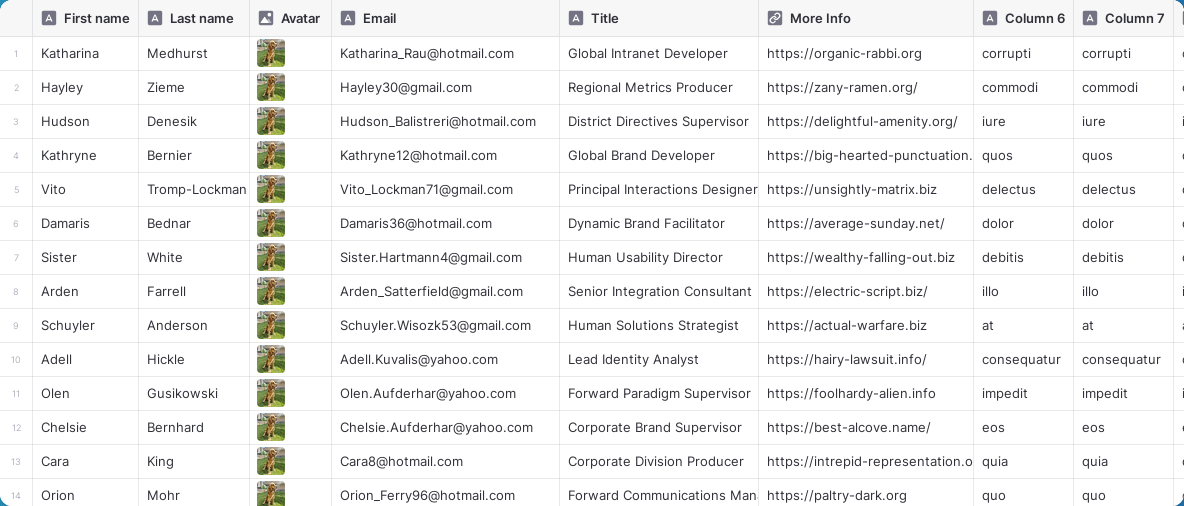 First name Last name Avatar Email Title More Info Column 6 Column 7
1 Katharina Medhurst Katharina_Rau@hotmail.com Global Intranet Developer https://organic-rabbi.org corrupti corrupti
2 Hayley Zieme Hayley30@gmail.com Regional Metrics Producer https://zany-ramen.org/ commodi commodi
3 Hudson Denesik Hudson_Balistreri@hotmail.com District Directives Supervisor https://delightful-amenity.org/ iure iure
4 Kathryne Bernier Kathryne12@hotmail.com Global Brand Developer https://big-hearted-punctuation. quos quos
5 Vito Tromp-Lockman Vito_Lockman71@gmail.com Principal Interactions Designer https://unsightly-matrix.biz delectus delectus
6 Damaris Bednar Damaris36@hotmail.com Dynamic Brand Facilitator https://average-sunday.net/ dolor dolor
7 Sister White Sister.Hartmann4@gmail.com Human Usability Director https://wealthy-falling-out.biz debitis debitis
8 Arden Farrell Arden_Satterfield@gmail.com Senior Integration Consultant https://electric-script.biz/ illo illo
9 Schuyler Anderson Schuyler.Wisozk53@gmail.com Human Solutions Strategist https://actual-warfare.biz at at
10 Adell Hickle Adell.Kuvalis@yahoo.com Lead Identity Analyst https://hairy-lawsuit.info/ consequatur consequatur
11 Olen Gusikowski Olen.Aufderhar@yahoo.com Forward Paradigm Supervisor https://foolhardy-alien.info impedit impedit
12 Chelsie Bernhard Chelsie.Aufderhar@yahoo.com Corporate Brand Supervisor https://best-alcove.name/ eos eos
13 Cara King Cara8@hotmail.com Corporate Division Producer https://intrepid-representation.o quia quia
14 Orion Mohr Orion_Ferry96@hotmail.com Forward Communications Man https://paltry-dark.org quo quo